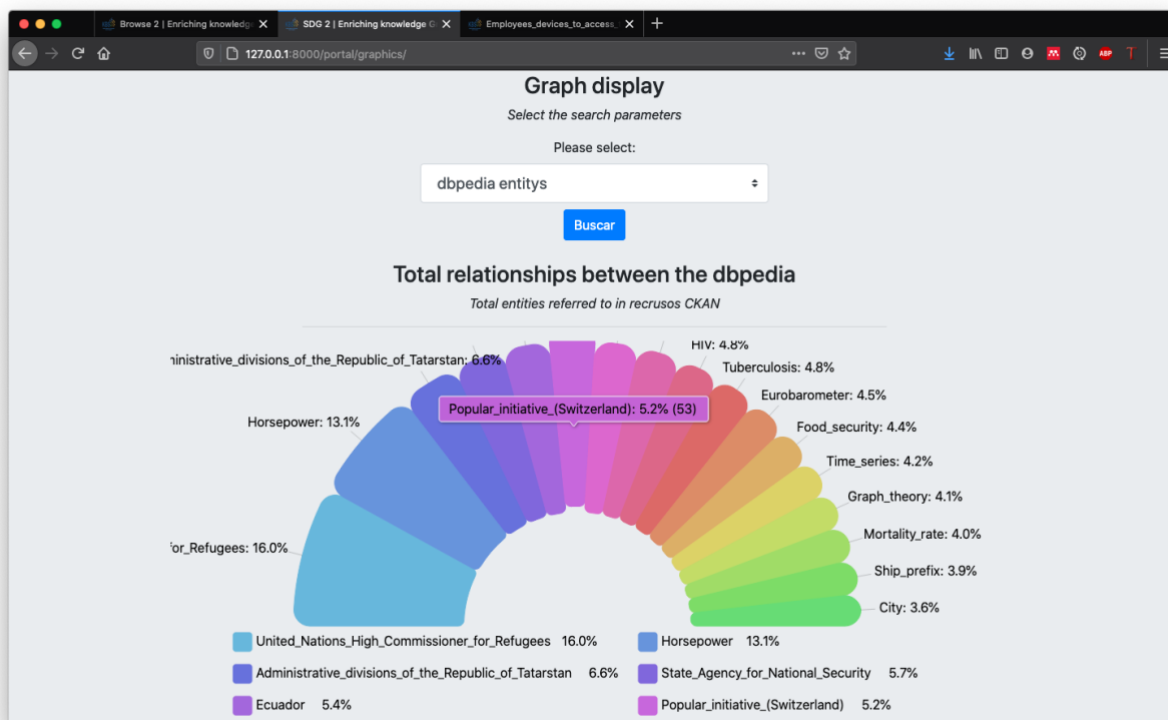 Browse 2 | Enriching knowledg
SDG 2 | Enriching knowledge G
Employees_devices_to_access_
127.0.0.1:8000/portal/graphics/
ABP
T
Graph display
Select the search parameters
Please select:
dbpedia entitys
Buscar
Total relationships between the dbpedia
Total entities referred to in recrusos CKAN
ministrative_divisions_of_the_Republic_of_Tatarstan: 6.6%
HIV: 4.8%
Tuberculosis: 4.8%
Eurobarometer: 4.5%
Popular_initiative_(Switzerland): 5.2% (53)
Horsepower: 13.1%
Food_security: 4.4%
Time_series: 4.2%
Graph_theory: 4.1%
Mortality_rate: 4.0%
for_Refugees: 16.0%
Ship_prefix: 3.9%
City: 3.6%
United_Nations_High_Commissioner_for_Refugees 16.0%
Horsepower 13.1%
Administrative_divisions_of_the_Republic_of_Tatarstan 6.6%
State_Agency_for_National_Security 5.7%
Ecuador 5.4%
Popular_initiative_(Switzerland) 5.2%